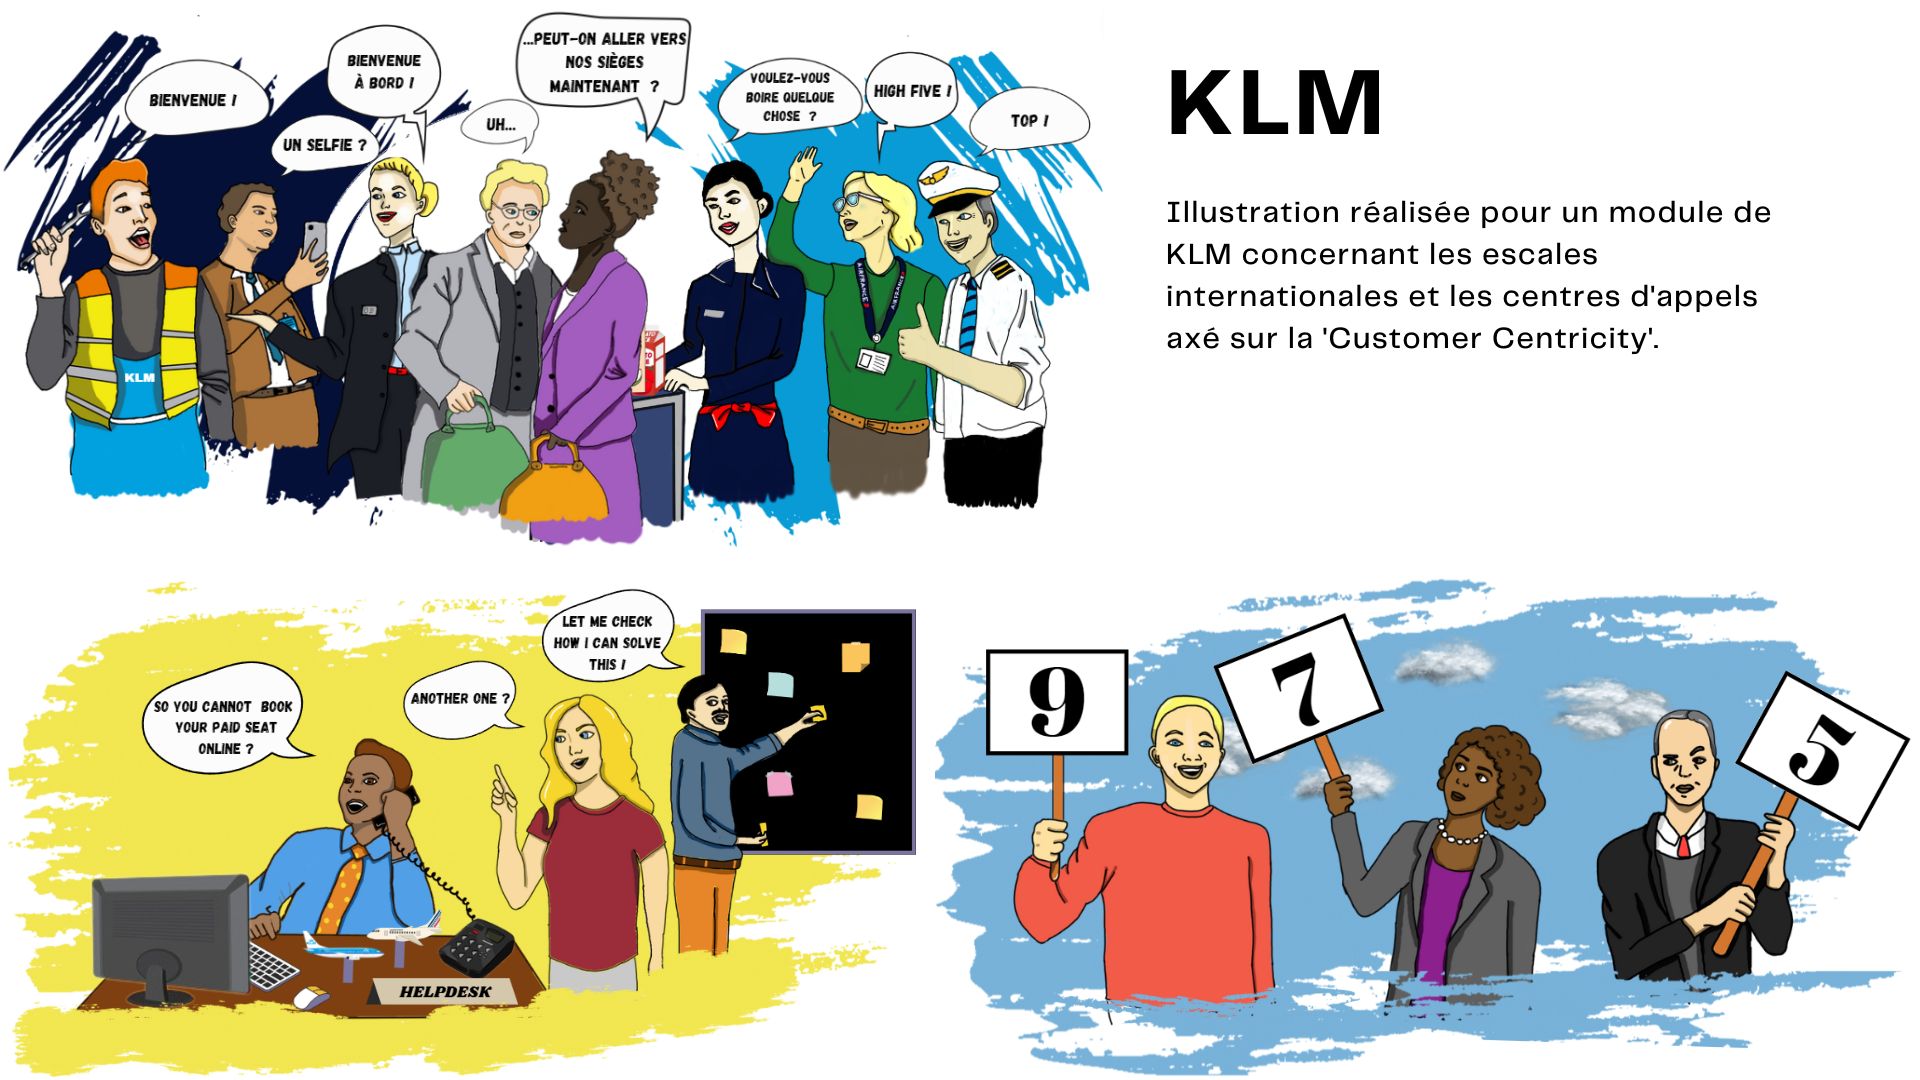 BIENVENUE !
UN SELFIE ?
BIENVENUE
À BORD !
UH...
...PEUT-ON ALLER VERS
NOS SIÈGES
MAINTENANT ?
VOULEZ-VOUS
BOIRE QUELQUE
CHOSE ?
HIGH FIVE !
TOP !
KLM
AIRFRANCE
AIRFRANCE
KLM
Illustration réalisée pour un module de
KLM concernant les escales
internationales et les centres d'appels
axé sur la 'Customer Centricity'.
SO YOU CANNOT BOOK
YOUR PAID SEAT
ONLINE ?
ANOTHER ONE ?
LET ME CHECK
HOW I CAN SOLVE
THIS !
HELPDESK
9
7
5